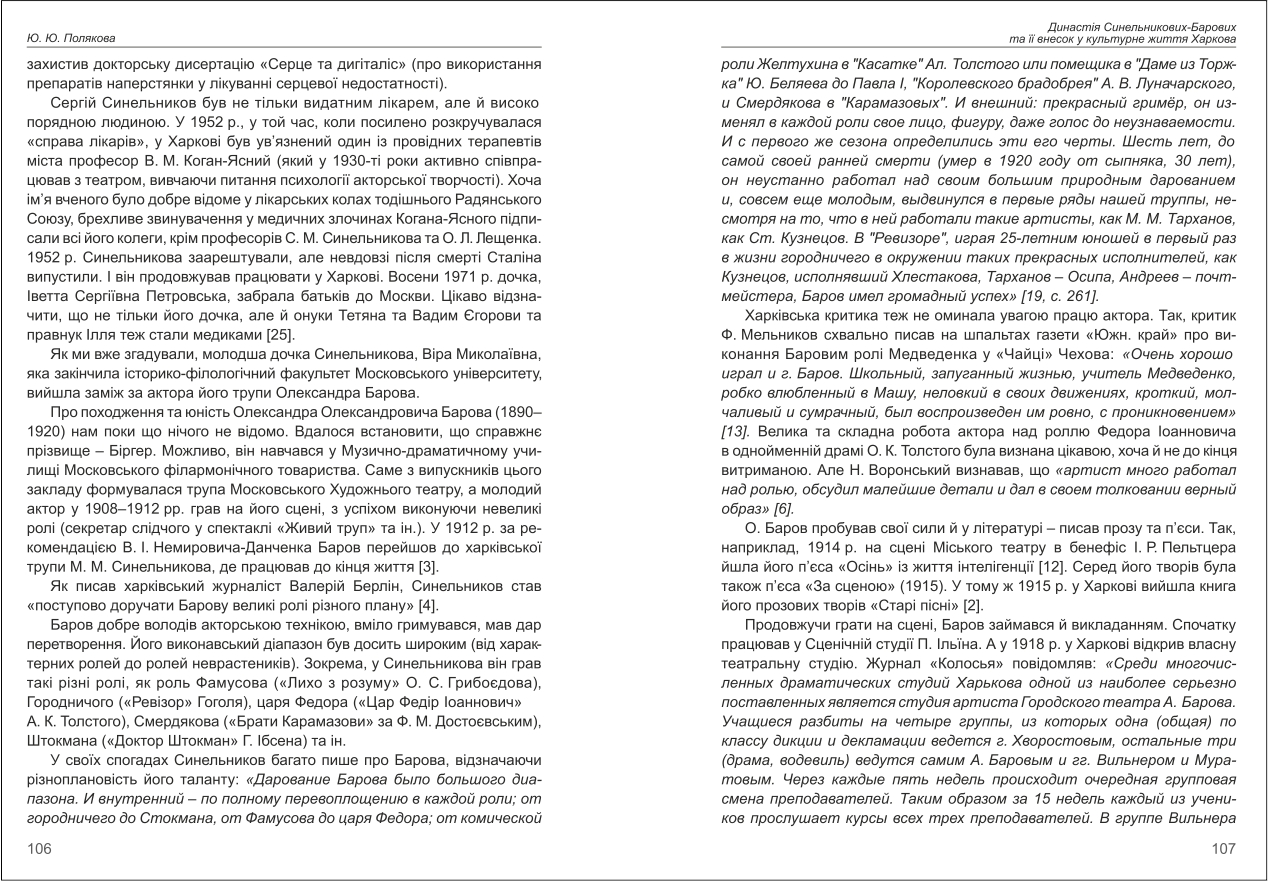 Ю. Ю. Полякова
захистив докторську дисертацію «Серце та дигіталіс» (про використання
препаратів наперстянки у лікуванні серцевої недостатності).
Сергій Синельников був не тільки видатним лікарем, але й високо
порядною людиною. У 1952 р., у той час, коли посилено розкручувалася
«справа лікарів», у Харкові був ув’язнений один із провідних терапевтів
міста професор В. М. Коган-Ясний (який у 1930-ті роки активно співпра-
цював з театром, вивчаючи питання психології акторської творчості). Хоча
ім’я вченого було добре відоме у лікарських колах тодішнього Радянського
Союзу, брехливе звинувачення у медичних злочинах Когана-Ясного підпи-
сали всі його колеги, крім професорів С. М. Синельникова та О. Л. Лещенка.
1952 р. Синельникова заарештували, але невдовзі після смерті Сталіна
випустили. І він продовжував працювати у Харкові. Восени 1971 р. дочка,
Іветта Сергіївна Петровська, забрала батьків до Москви. Цікаво відзна-
чити, що не тільки його дочка, але й онуки Тетяна та Вадим Єгорови та
правнук Ілля теж стали медиками [25].
Як ми вже згадували, молодша дочка Синельникова, Віра Миколаївна,
яка закінчила історико-філологічний факультет Московського університету,
вийшла заміж за актора його трупи Олександра Барова.
Про походження та юність Олександра Олександровича Барова (1890–
1920) нам поки що нічого не відомо. Вдалося встановити, що справжнє
прізвище – Біргер. Можливо, він навчався у Музично-драматичному учи-
лищі Московського філармонічного товариства. Саме з випускників цього
закладу формувалася трупа Московського Художнього театру, а молодий
актор у 1908–1912 рр. грав на його сцені, з успіхом виконуючи невеликі
ролі (секретар слідчого у спектаклі «Живий труп» та ін.). У 1912 р. за ре-
комендацією В. І. Немировича-Данченка Баров перейшов до харківської
трупи М. М. Синельникова, де працював до кінця життя [3].
Як писав харківський журналіст Валерій Берлін, Синельников став
«поступово доручати Барову великі ролі різного плану» [4].
Баров добре володів акторською технікою, вміло гримувався, мав дар
перетворення. Його виконавський діапазон був досить широким (від харак-
терних ролей до ролей неврастеників). Зокрема, у Синельникова він грав
такі різні ролі, як роль Фамусова («Лихо з розуму» О. С. Грибоєдова),
Городничого («Ревізор» Гоголя), царя Федора («Цар Федір Іоаннович»
А. К. Толстого), Смердякова («Брати Карамазови» за Ф. М. Достоєвським),
Штокмана («Доктор Штокман» Г. Ібсена) та ін.
У своїх спогадах Синельников багато пише про Барова, відзначаючи
різноплановість його таланту: «Дарование Барова было большого диа-
пазона. И внутренний – по полному перевоплощению в каждой роли; от
городничего до Стокмана, от Фамусова до царя Федора; от комической
106
Династія Синельникових-Барових
та її внесок у культурне життя Харкова
роли Желтухина в "Касатке" Ал. Толстого или помещика в "Даме из Торж-
ка" Ю. Беляева до Павла I, "Королевского брадобрея" А. В. Луначарского,
и Смердякова в "Карамазовых". И внешний: прекрасный гримёр, он из-
менял в каждой роли свое лицо, фигуру, даже голос до неузнаваемости.
И с первого же сезона определились эти его черты. Шесть лет, до
самой своей ранней смерти (умер в 1920 году от сыпняка, 30 лет),
он неустанно работал над своим большим природным дарованием
и, совсем еще молодым, выдвинулся в первые ряды нашей труппы, не-
смотря на то, что в ней работали такие артисты, как М. М. Тарханов,
как Ст. Кузнецов. В "Ревизоре", играя 25-летним юношей в первый раз
в жизни городничего в окружении таких прекрасных исполнителей, как
Кузнецов, исполнявший Хлестакова, Тарханов – Осипа, Андреев – почт-
мейстера, Баров имел громадный успех» [19, с. 261].
Харківська критика теж не оминала увагою працю актора. Так, критик
Ф. Мельников схвально писав на шпальтах газети «Южн. край» про ви-
конання Баровим ролі Медведенка у «Чайці» Чехова: «Очень хорошо
играл и г. Баров. Школьный, запуганный жизнью, учитель Медведенко,
робко влюбленный в Машу, неловкий в своих движениях, кроткий, мол-
чаливый и сумрачный, был воспроизведен им ровно, с проникновением»
[13]. Велика та складна робота актора над роллю Федора Іоанновича
в однойменній драмі О. К. Толстого була визнана цікавою, хоча й не до кінця
витриманою. Але Н. Воронський визнавав, що «артист много работал
над ролью, обсудил малейшие детали и дал в своем толковании верный
образ» [6].
О. Баров пробував свої сили й у літературі – писав прозу та п’єси. Так,
наприклад, 1914 р. на сцені Міського театру в бенефіс І. Р. Пельтцера
йшла його п’єса «Осінь» із життя інтелігенції [12]. Серед його творів була
також п’єса «За сценою» (1915). У тому ж 1915 р. у Харкові вийшла книга
його прозових творів «Старі пісні» [2].
Продовжучи грати на сцені, Баров займався й викладанням. Спочатку
працював у Сценічній студії П. Ільїна. А у 1918 р. у Харкові відкрив власну
театральну студію. Журнал «Колосья» повідомляв: «Среди многочис-
ленных драматических студий Харькова одной из наиболее серьезно
поставленных является студия артиста Городского театра А. Барова.
Учащиеся разбиты на четыре группы, из которых одна (общая) по
классу дикции и декламации ведется г. Хворостовым, остальные три
(драма, водевиль) ведутся самим А. Баровым и гг. Вильнером и Мура-
товым. Через каждые пять недель происходит очередная групповая
смена преподавателей. Таким образом за 15 недель каждый из учени-
ков прослушает курсы всех трех преподавателей. В группе Вильнера
107